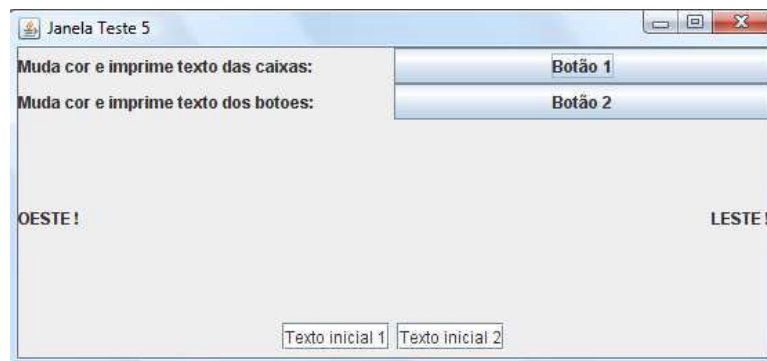 Janela Teste 5
Muda cor e imprime texto das caixas: Botão 1
Muda cor e imprime texto dos botoes: Botão 2
OESTE ! LESTE !
Texto inicial 1 Texto inicial 2